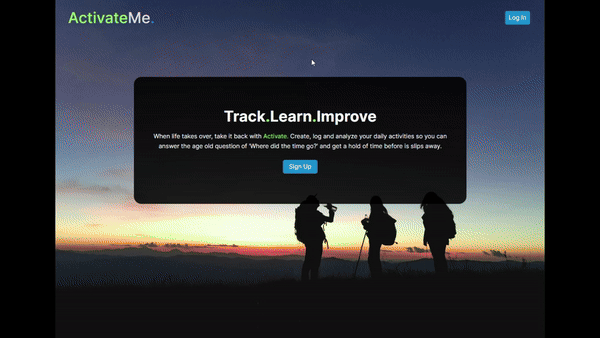 ActivateMe.
Log In
Track.Learn.Improve
When life takes over, take it back with Activate. Create, log and analyze your daily activities so you can
answer the age old question of 'Where did the time go?' and get a hold of time before is slips away.
Sign Up